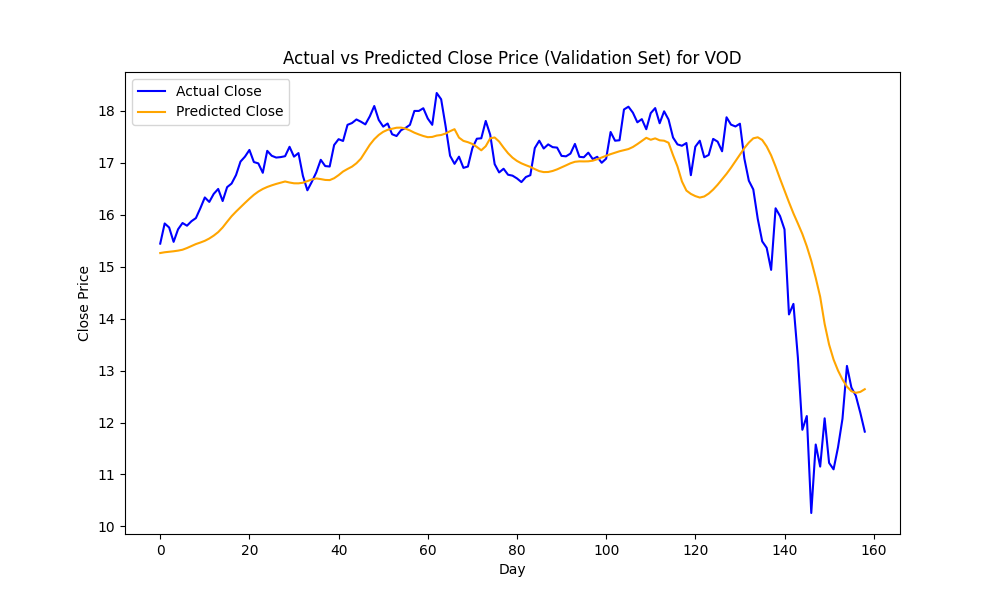 Actual vs Predicted Close Price (Validation Set) for VOD
Actual Close
Predicted Close
18
17
16
15
14
13
12
11
10
Close Price
0 20 40 60 80 100 120 140 160
Day